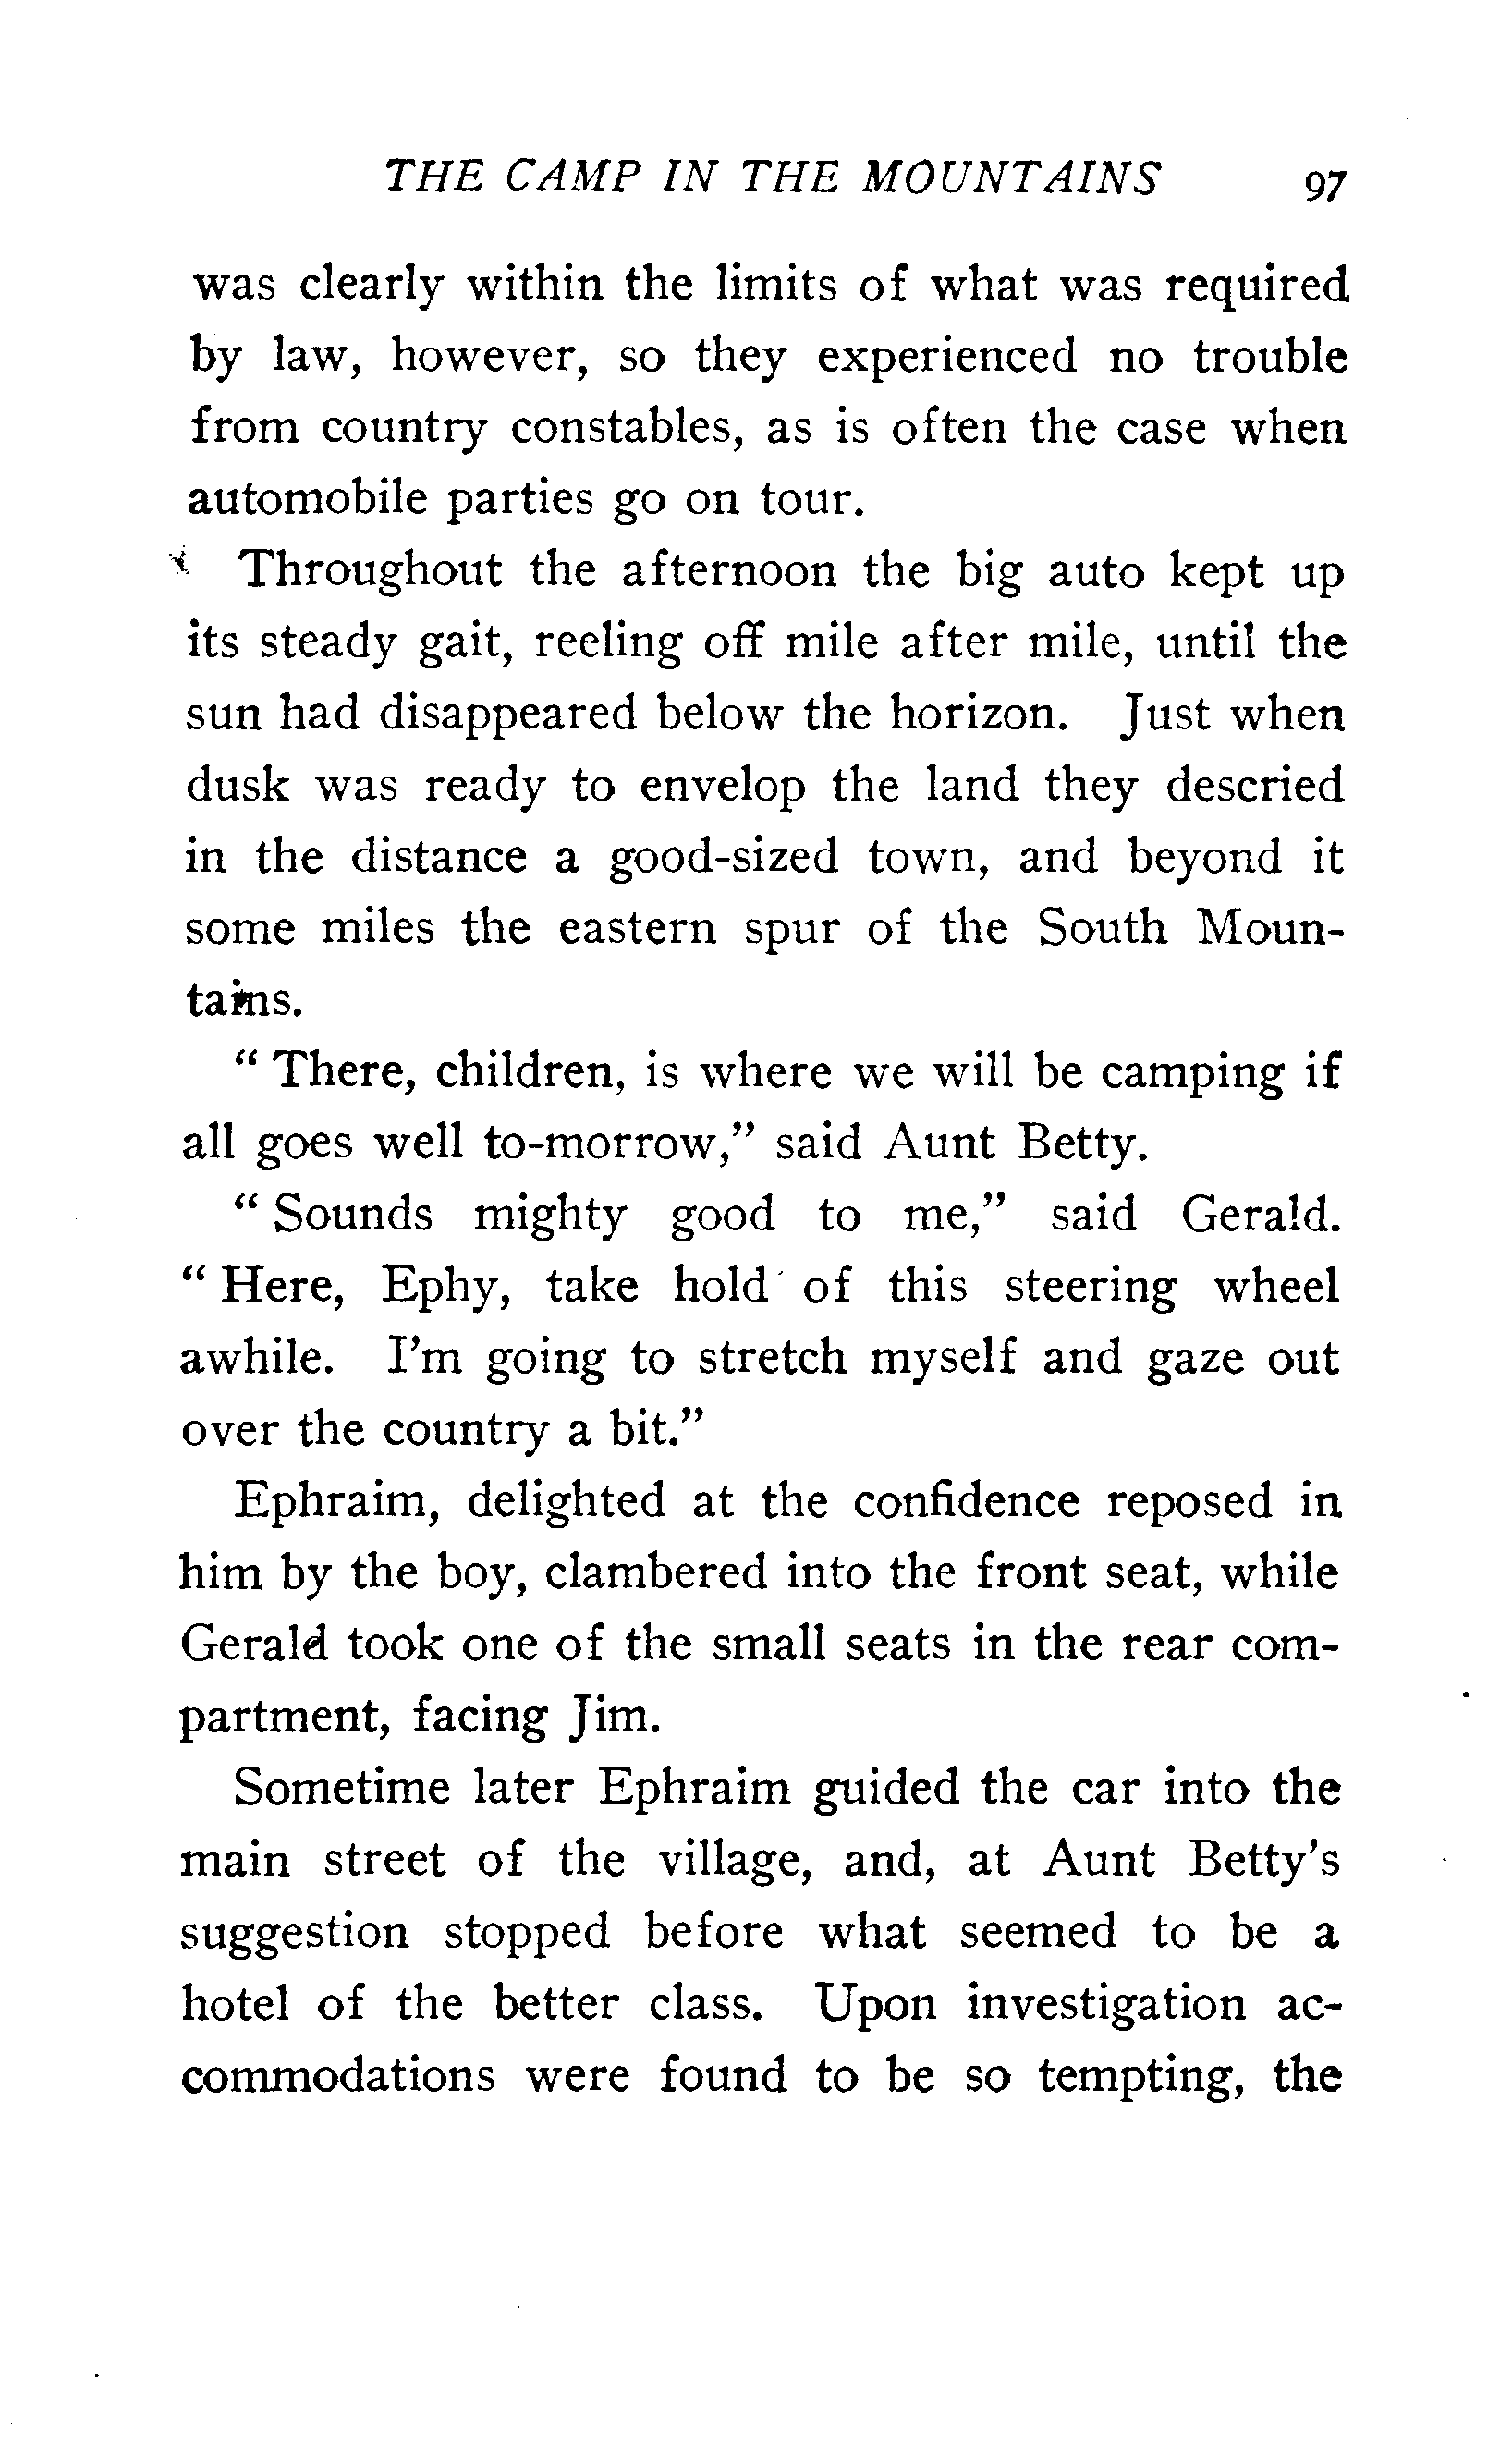 THE CAMP IN THE MOUNTAINS 97
was clearly within the limits of what was required
by law, however, so they experienced no trouble
from country constables, as is often the case when
automobile parties go on tour.
Throughout the afternoon the big auto kept up
its steady gait, reeling off mile after mile, until the
sun had disappeared below the horizon. Just when
dusk was ready to envelop the land they descried
in the distance a good-sized town, and beyond it
some miles the eastern spur of the South Moun-
tains.
" There, children, is where we will be camping if
all goes well to-morrow," said Aunt Betty.
" Sounds mighty good to me," said Gerald.
" Here, Ephy, take hold of this steering wheel
awhile. I'm going to stretch myself and gaze out
over the country a bit."
Ephraim, delighted at the confidence reposed in
him by the boy, clambered into the front seat, while
Gerald took one of the small seats in the rear com-
partment, facing Jim.
Sometime later Ephraim guided the car into the
main street of the village, and, at Aunt Betty's
suggestion stopped before what seemed to be a
hotel of the better class. Upon investigation ac-
commodations were found to be so tempting, the